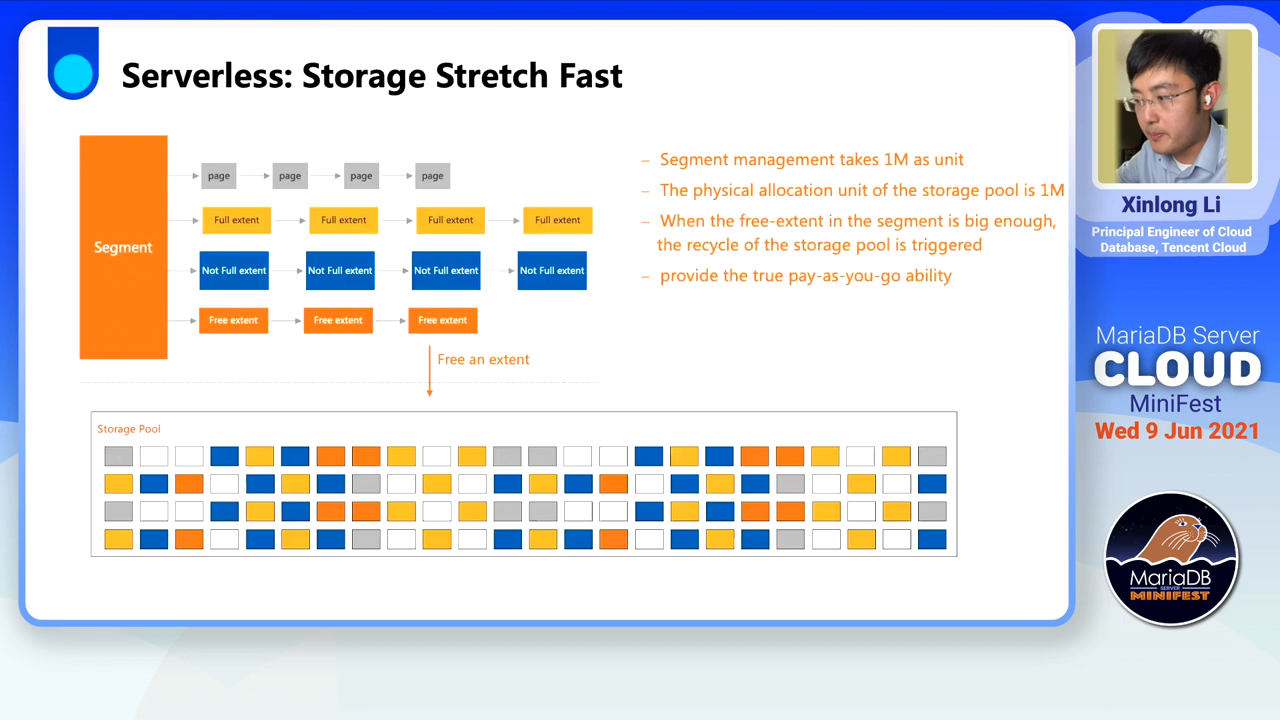 Serverless: Storage Stretch Fast
Segment
page page page page
Full extent Full extent Full extent Full extent
Not Full extent Not Full extent Not Full extent Not Full extent
Free extent Free extent Free extent
Free an extent
Storage Pool
– Segment management takes 1M as unit
– The physical allocation unit of the storage pool is 1M
– When the free-extent in the segment is big enough,
the recycle of the storage pool is triggered
– provide the true pay-as-you-go ability
Xinlong Li
Principal Engineer of Cloud
Database, Tencent Cloud
MariaDB Server
CLOUD
MiniFest
Wed 9 Jun 2021
MariaDB
SERVER
MINIFEST